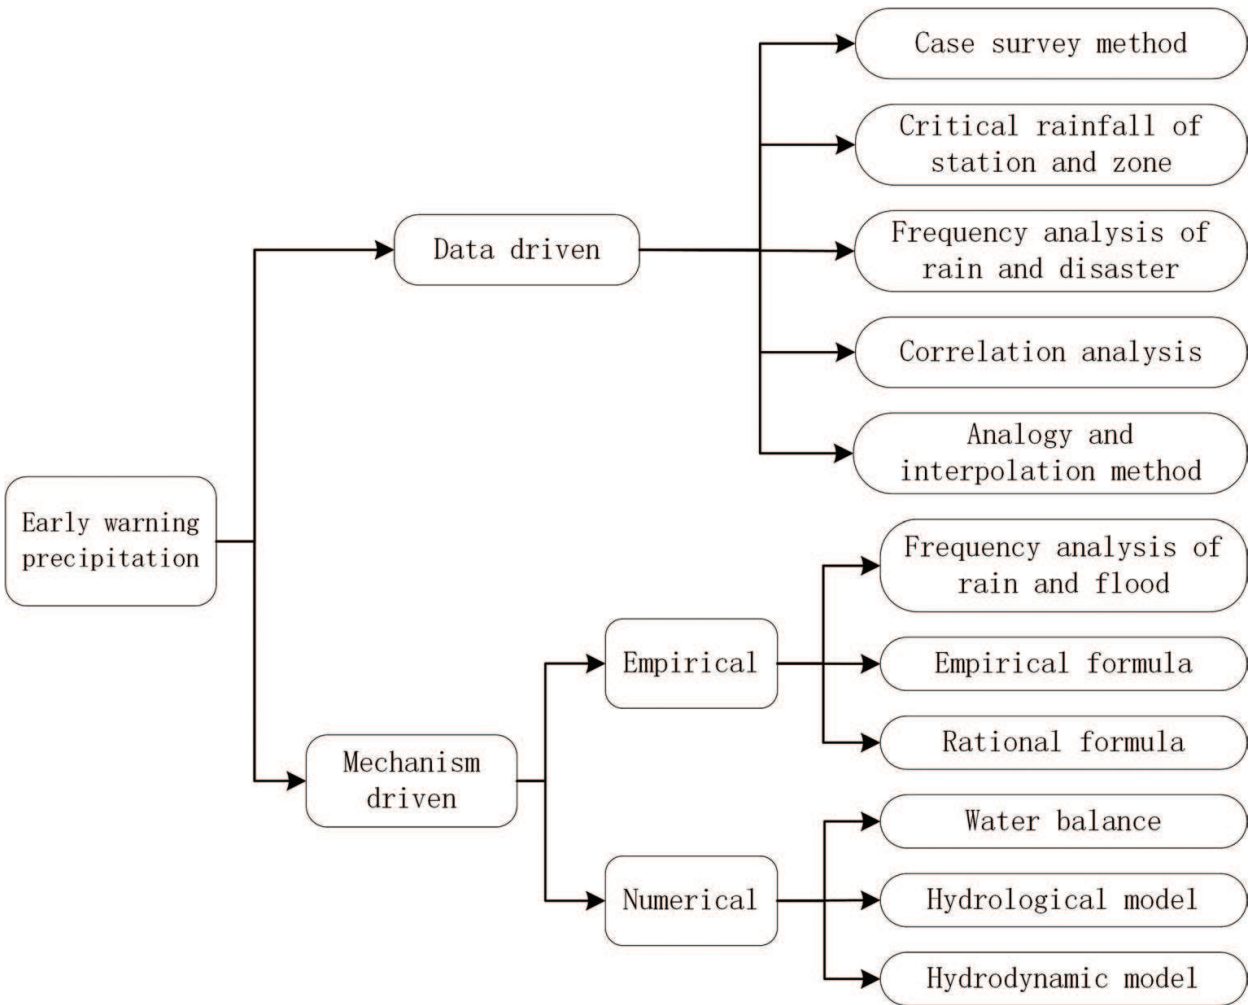 Early warning
precipitation
Data driven
Case survey method
Critical rainfall of
station and zone
Frequency analysis of
rain and disaster
Correlation analysis
Analogy and
interpolation method
Mechanism
driven
Empirical
Frequency analysis of
rain and flood
Empirical formula
Rational formula
Numerical
Water balance
Hydrological model
Hydrodynamic model